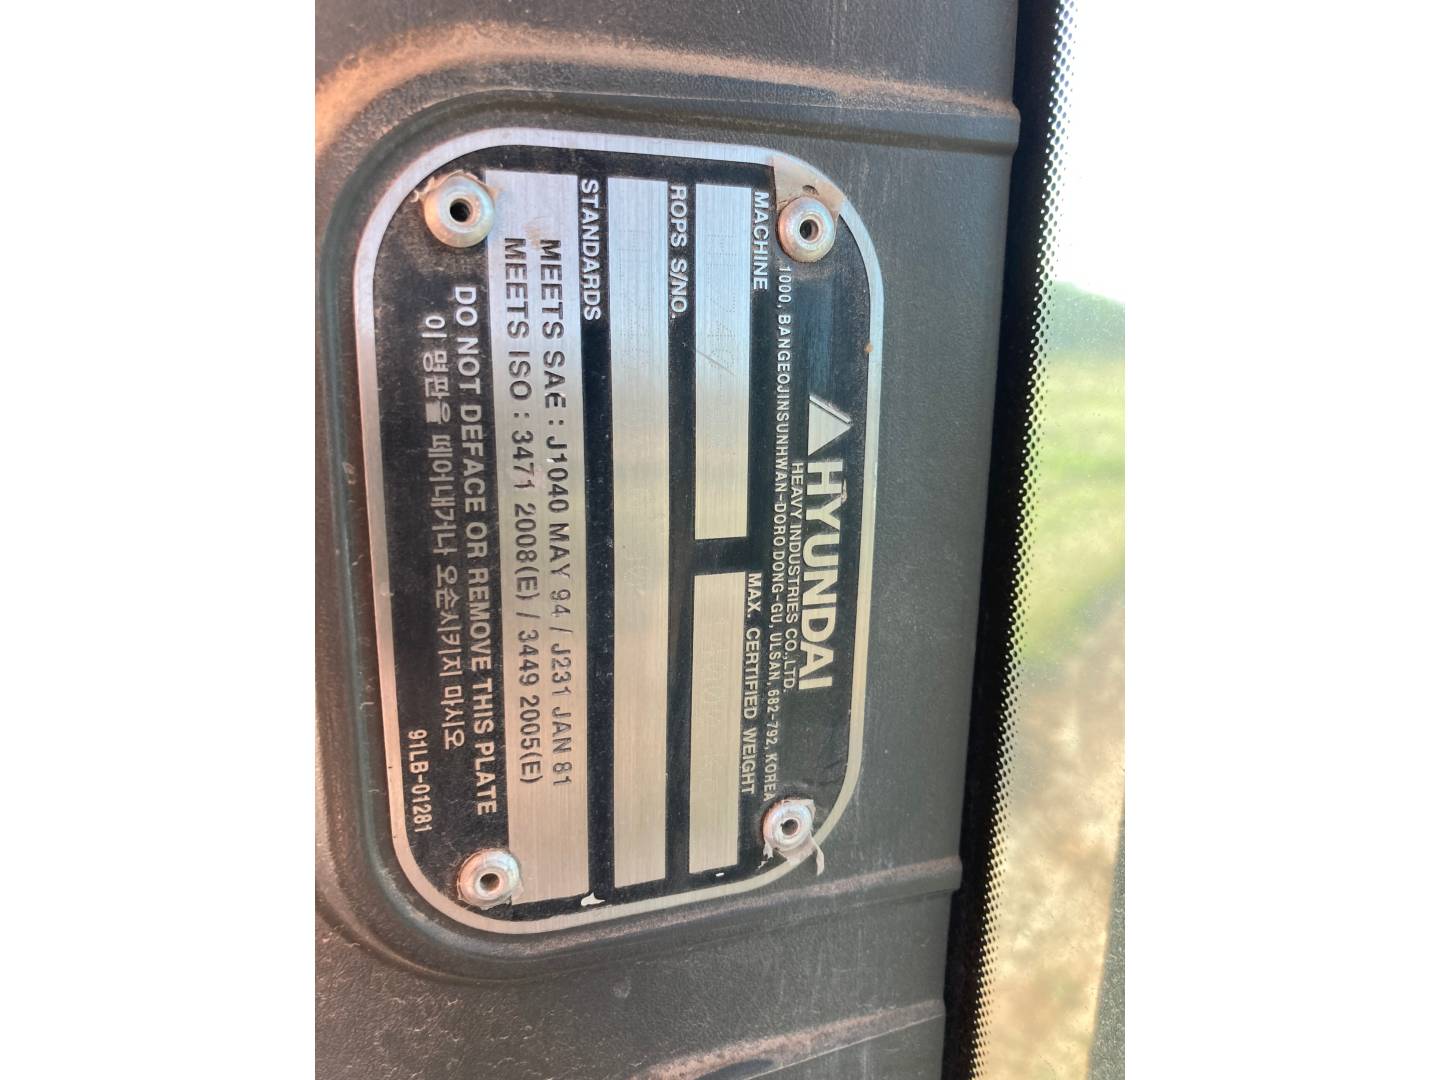 HYUNDAI
HEAVY INDUSTRIES CO.,LTD.
1000, BANGEOJINSUNHWAN-DORO DONG-GU, ULSAN, 682-792, KOREA
MACHINE
MAX. CERTIFIED WEIGHT
ROPS S/NO.
STANDARDS
MEETS SAE : J1040 MAY 94 / J231 JAN 81
MEETS ISO : 3471 2008(E) / 3449 2005(E)
DO NOT DEFACE OR REMOVE THIS PLATE
이 명판을 떼어내거나 오손시키지 마시오
91LB-01281